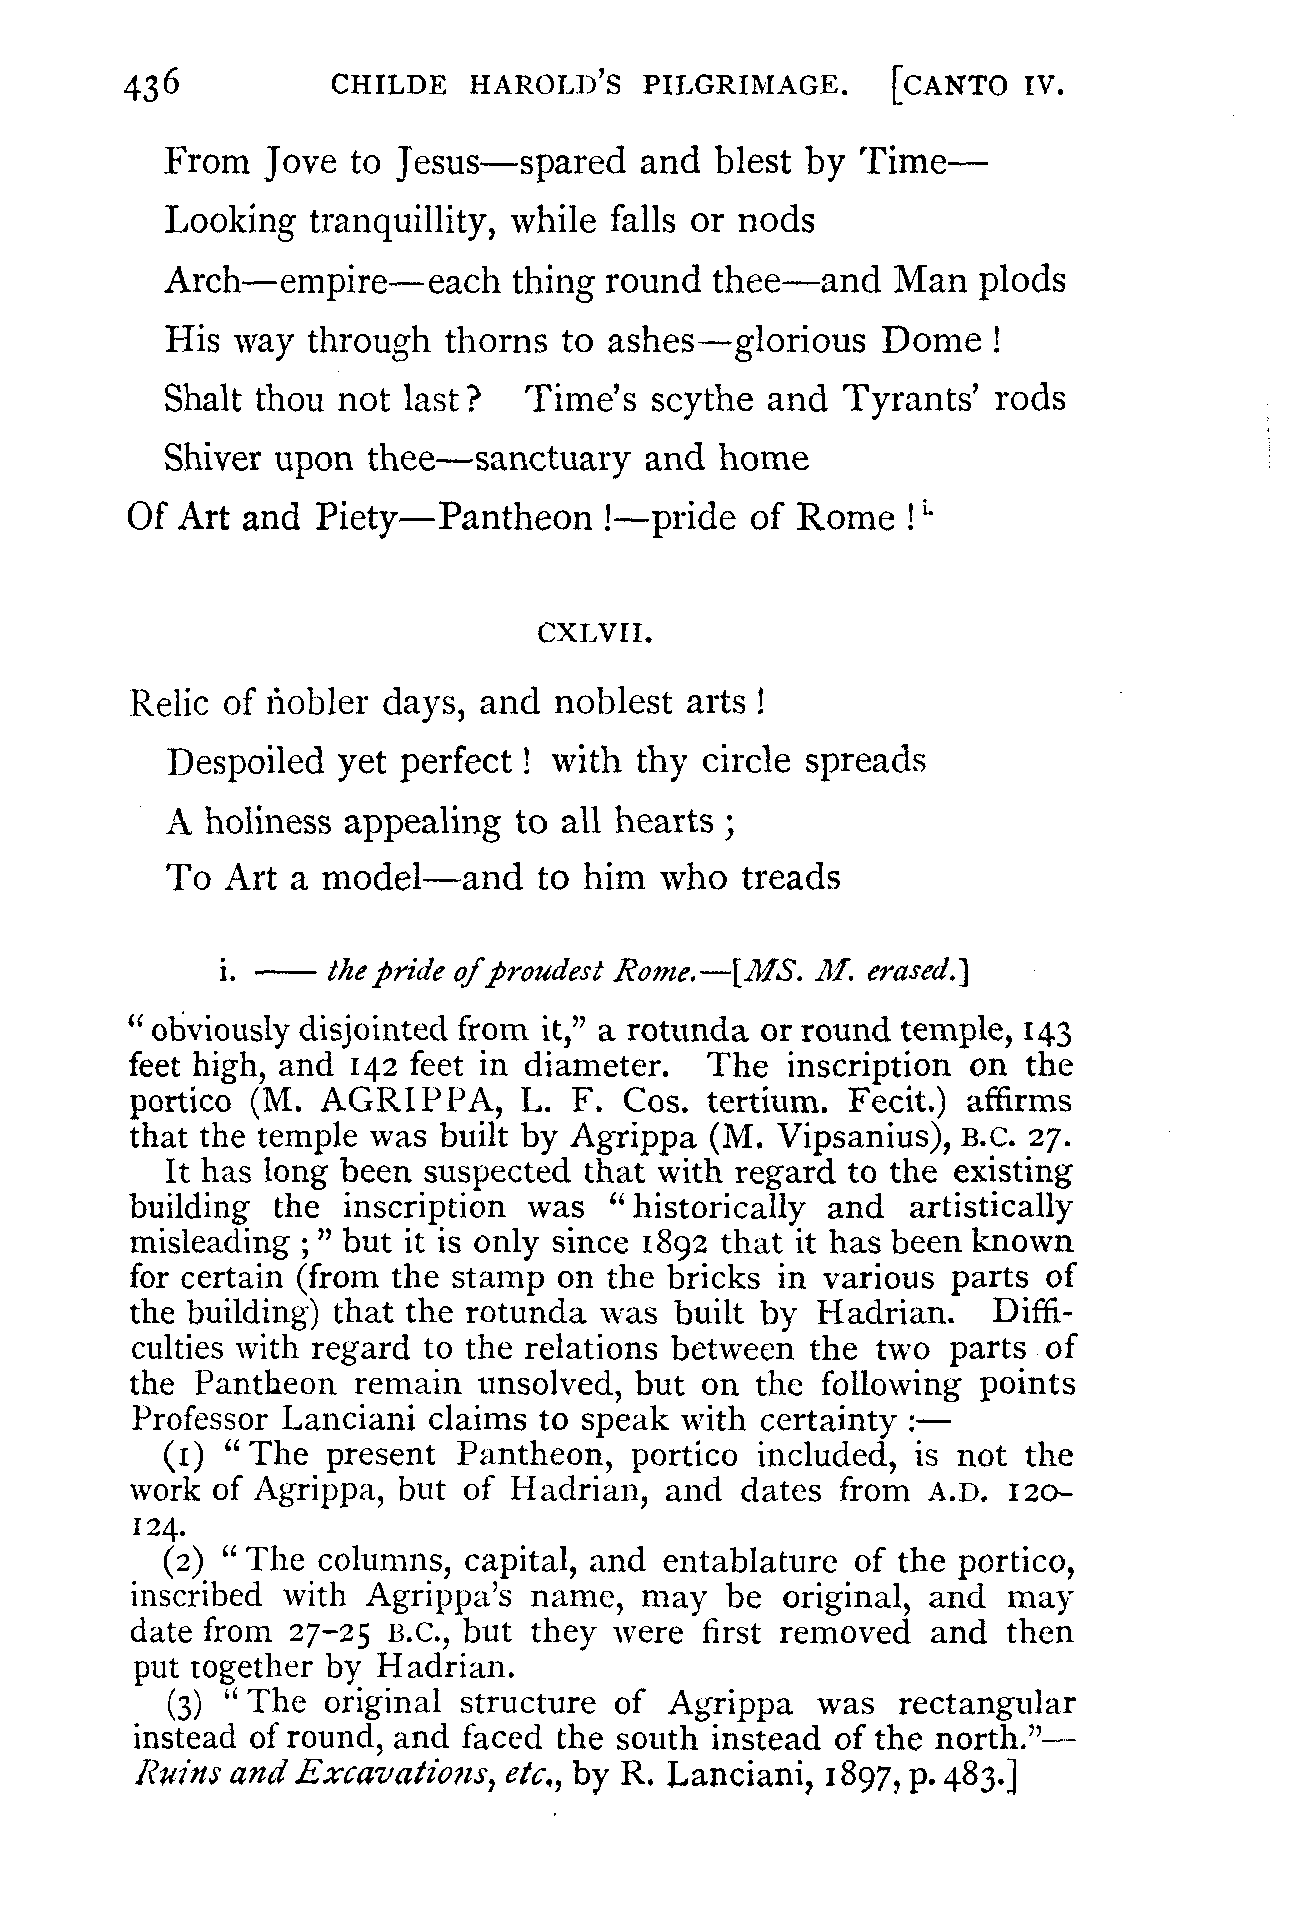 436 CHILDE HAROLD'S PILGRIMAGE. [CANTO IV.
From Jove to Jesus—spared and blest by Time—
Looking tranquillity, while falls or nods
Arch—empire—each thing round thee—and Man plods
His way through thorns to ashes—glorious Dome!
Shalt thou not last? Time's scythe and Tyrants' rods
Shiver upon thee—sanctuary and home
Of Art and Piety—Pantheon!—pride of Rome! i.
CXLVII.
Relic of nobler days, and noblest arts!
Despoiled yet perfect! with thy circle spreads
A holiness appealing to all hearts;
To Art a model—and to him who treads
i. —— the pride of proudest Rome.—[MS. M. erased.]
"obviously disjointed from it," a rotunda or round temple, 143
feet high, and 142 feet in diameter. The inscription on the
portico (M. AGRIPPA, L. F. Cos. tertium. Fecit.) affirms
that the temple was built by Agrippa (M. Vipsanius), B.C. 27.
It has long been suspected that with regard to the existing
building the inscription was "historically and artistically
misleading;" but it is only since 1892 that it has been known
for certain (from the stamp on the bricks in various parts of
the building) that the rotunda was built by Hadrian. Diffi-
culties with regard to the relations between the two parts of
the Pantheon remain unsolved, but on the following points
Professor Lanciani claims to speak with certainty:—
(1) "The present Pantheon, portico included, is not the
work of Agrippa, but of Hadrian, and dates from A.D. 120–
124.
(2) "The columns, capital, and entablature of the portico,
inscribed with Agrippa's name, may be original, and may
date from 27–25 B.C., but they were first removed and then
put together by Hadrian.
(3) "The original structure of Agrippa was rectangular
instead of round, and faced the south instead of the north."—
Ruins and Excavations, etc., by R. Lanciani, 1897, p. 483.]